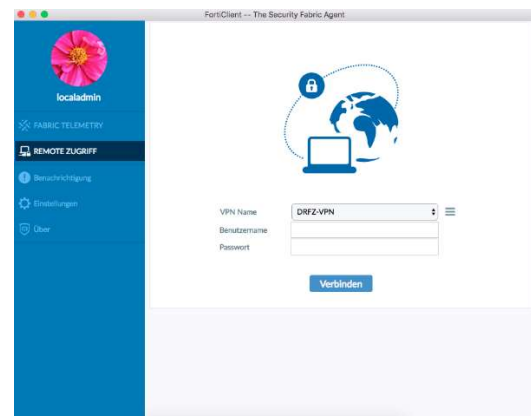 FortiClient -- The Security Fabric Agent
localadmin
FABRIC TELEMETRY
REMOTE ZUGRIFF
Benachrichtigung
Einstellungen
Über
VPN Name
DRFZ-VPN
Benutzername
Passwort
Verbinden